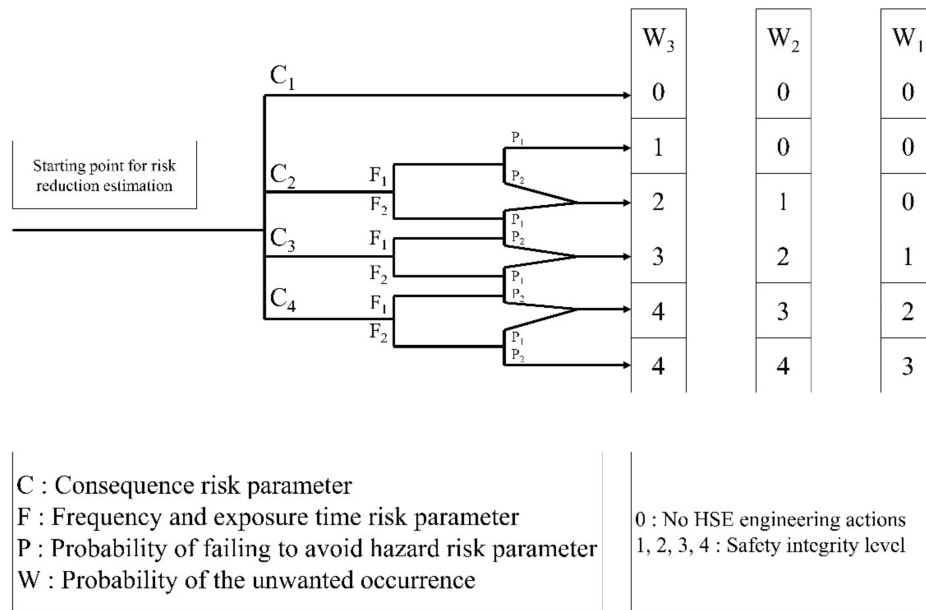 W₃ W₂ W₁
C₁ 0 0 0
P₁ 1 0 0
Starting point for risk
reduction estimation
C₂ F₁ P₂
F₂ 2 1 0
P₁
C₃ F₁ P₂
F₂ 3 2 1
P₁
C₄ F₁ P₂ 4 3 2
F₂ P₁
P₂ 4 4 3
C : Consequence risk parameter
F : Frequency and exposure time risk parameter
P : Probability of failing to avoid hazard risk parameter
W : Probability of the unwanted occurrence
0 : No HSE engineering actions
1, 2, 3, 4 : Safety integrity level